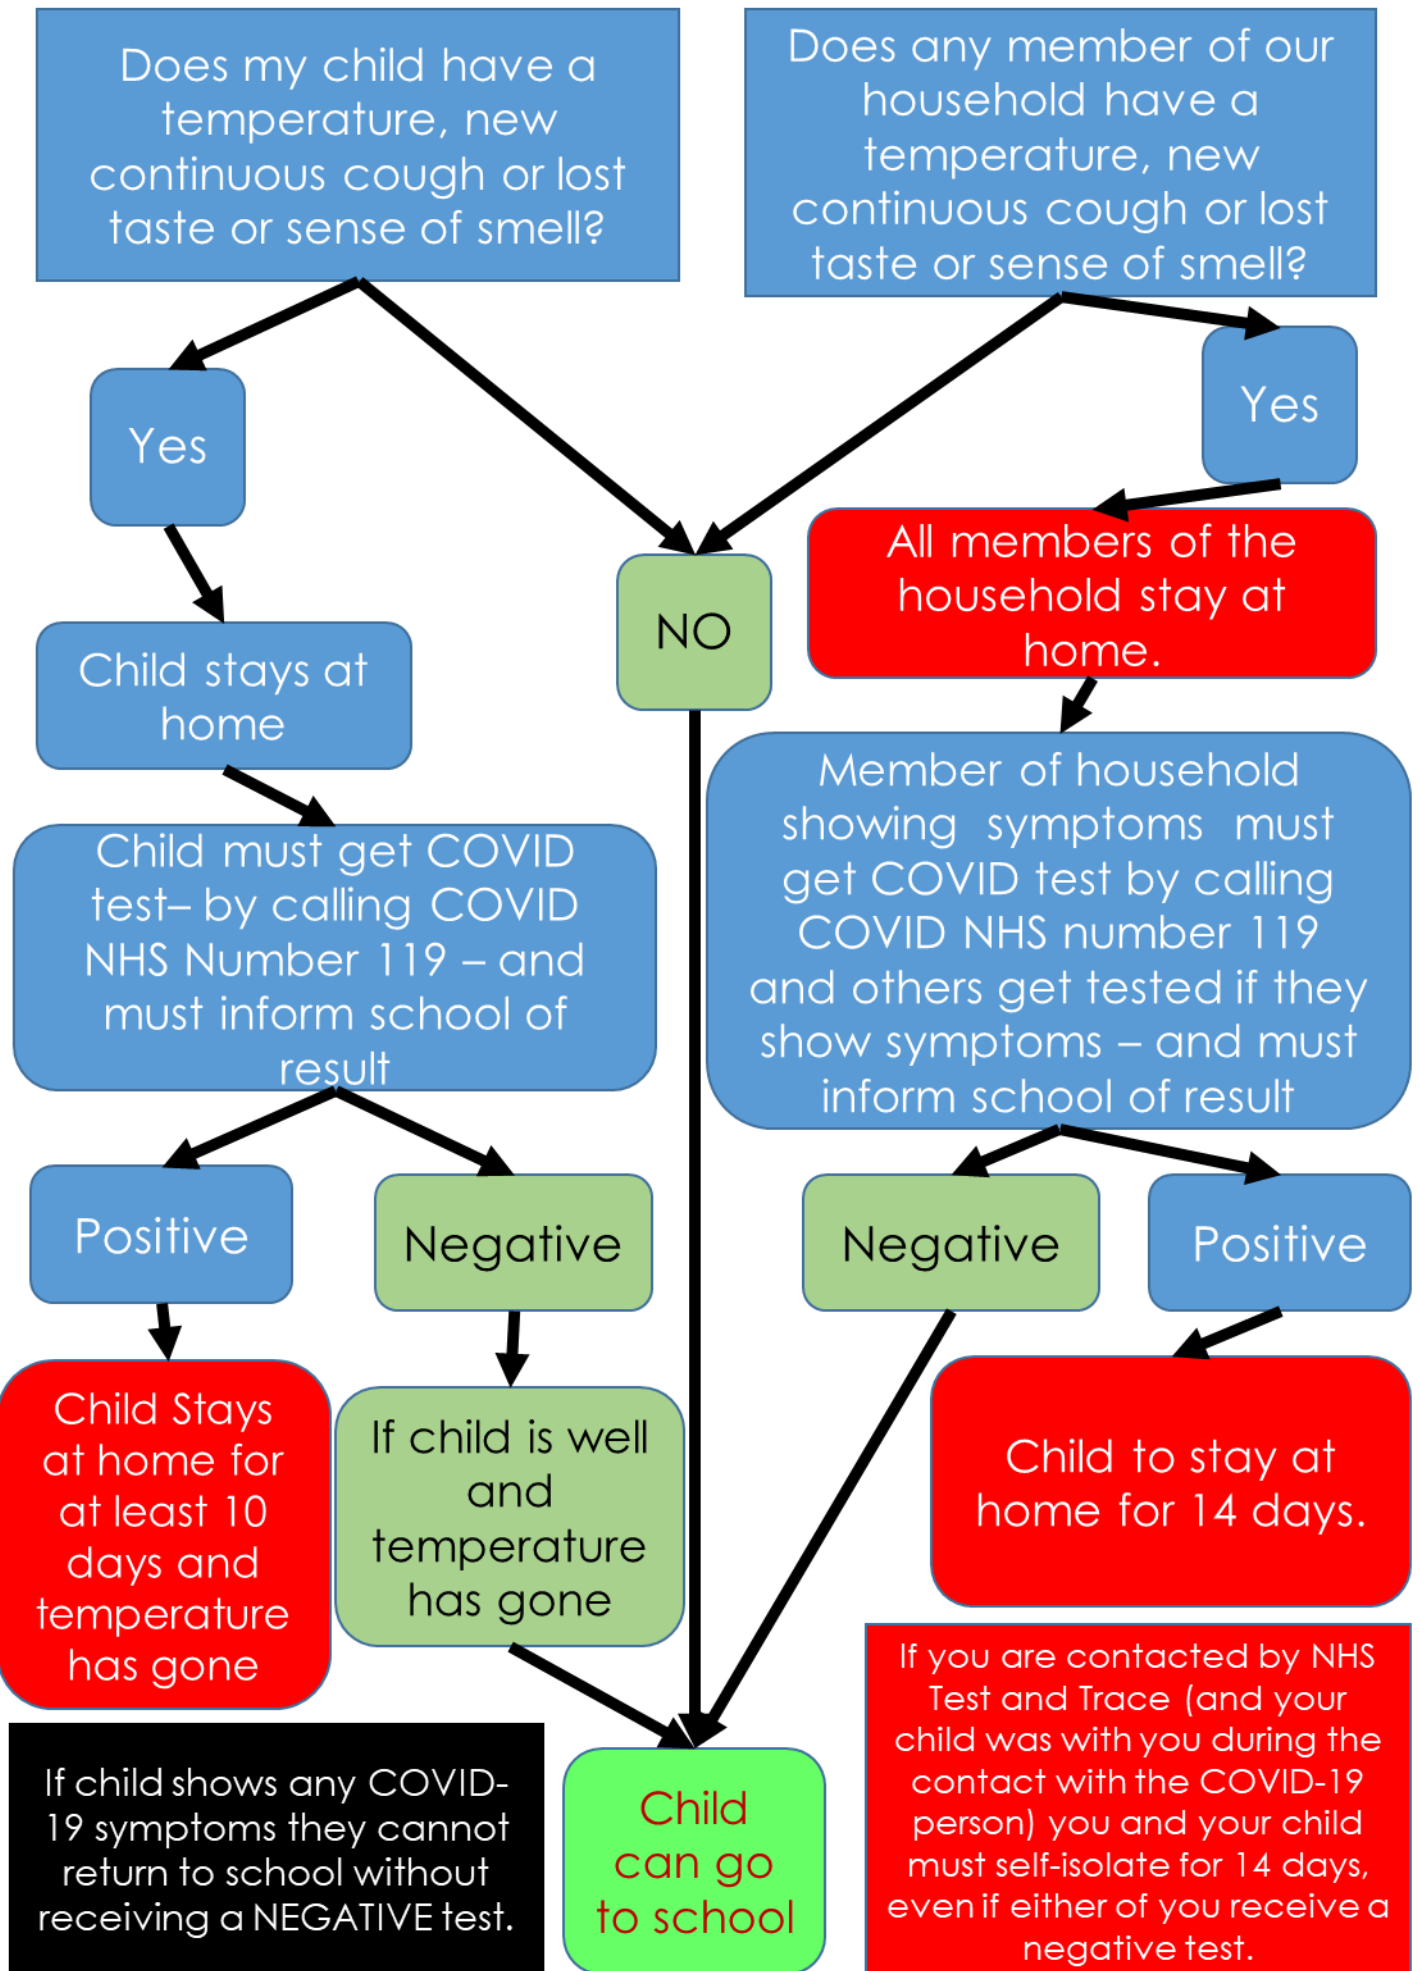 Does my child have a
temperature, new
continuous cough or lost
taste or sense of smell?
Does any member of our
household have a
temperature, new
continuous cough or lost
taste or sense of smell?
Yes
Yes
NO
All members of the
household stay at
home.
Child stays at
home
Member of household
showing symptoms must
get COVID test by calling
COVID NHS number 119
and others get tested if they
show symptoms – and must
inform school of result
Child must get COVID
test– by calling COVID
NHS Number 119 – and
must inform school of
result
Positive
Negative
Negative
Positive
Child Stays
at home for
at least 10
days and
temperature
has gone
If child is well
and
temperature
has gone
Child to stay at
home for 14 days.
If child shows any COVID-
19 symptoms they cannot
return to school without
receiving a NEGATIVE test.
Child
can go
to school
If you are contacted by NHS
Test and Trace (and your
child was with you during the
contact with the COVID-19
person) you and your child
must self-isolate for 14 days,
even if either of you receive a
negative test.